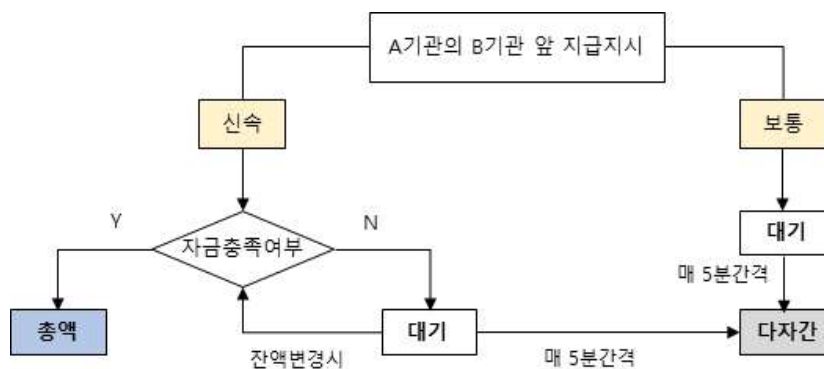 A기관의 B기관 앞 지급지시
신속
보통
Y
N
자금충족여부
대기
매 5분간격
총액
대기
다자간
잔액변경시
매 5분간격